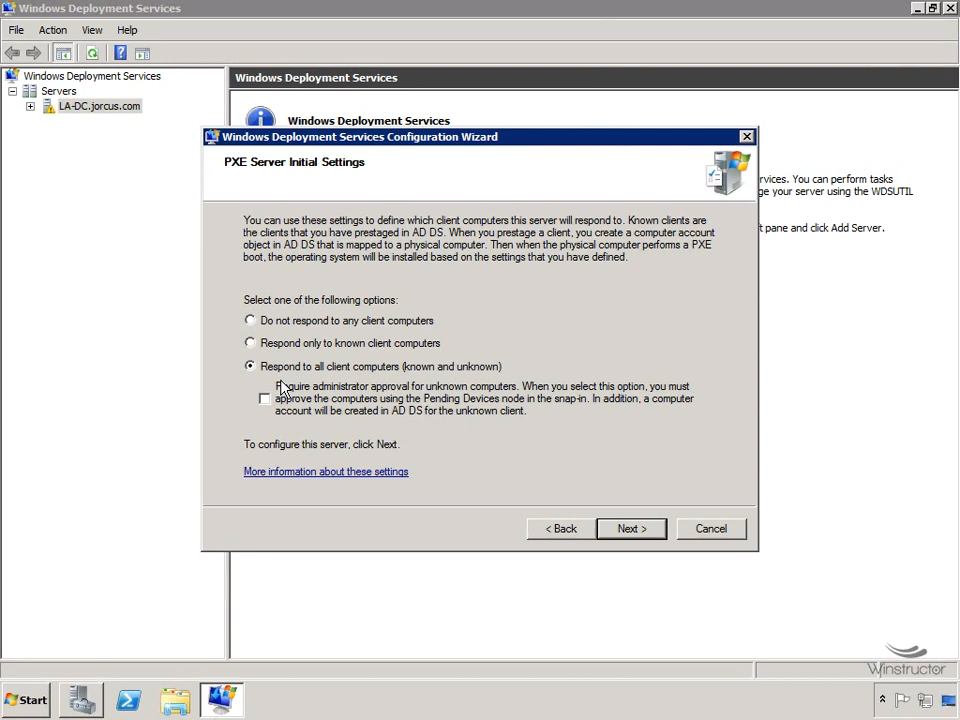 Windows Deployment Services
File Action View Help
Windows Deployment Services
Servers
LA-DC.jorcus.com
Windows Deployment Services
Windows Deployment Services
Windows Deployment Services Configuration Wizard
PXE Server Initial Settings
rvices. You can perform tasks
ge your server using the WDSUTIL
t pane and click Add Server.
You can use these settings to define which client computers this server will respond to. Known clients are
the clients that you have prestaged in AD DS. When you prestage a client, you create a computer account
object in AD DS that is mapped to a physical computer. Then when the physical computer performs a PXE
boot, the operating system will be installed based on the settings that you have defined.
Select one of the following options:
Do not respond to any client computers
Respond only to known client computers
Respond to all client computers (known and unknown)
Require administrator approval for unknown computers. When you select this option, you must
approve the computers using the Pending Devices node in the snap-in. In addition, a computer
account will be created in AD DS for the unknown client.
To configure this server, click Next.
More information about these settings
< Back Next > Cancel
Winstructor
Start